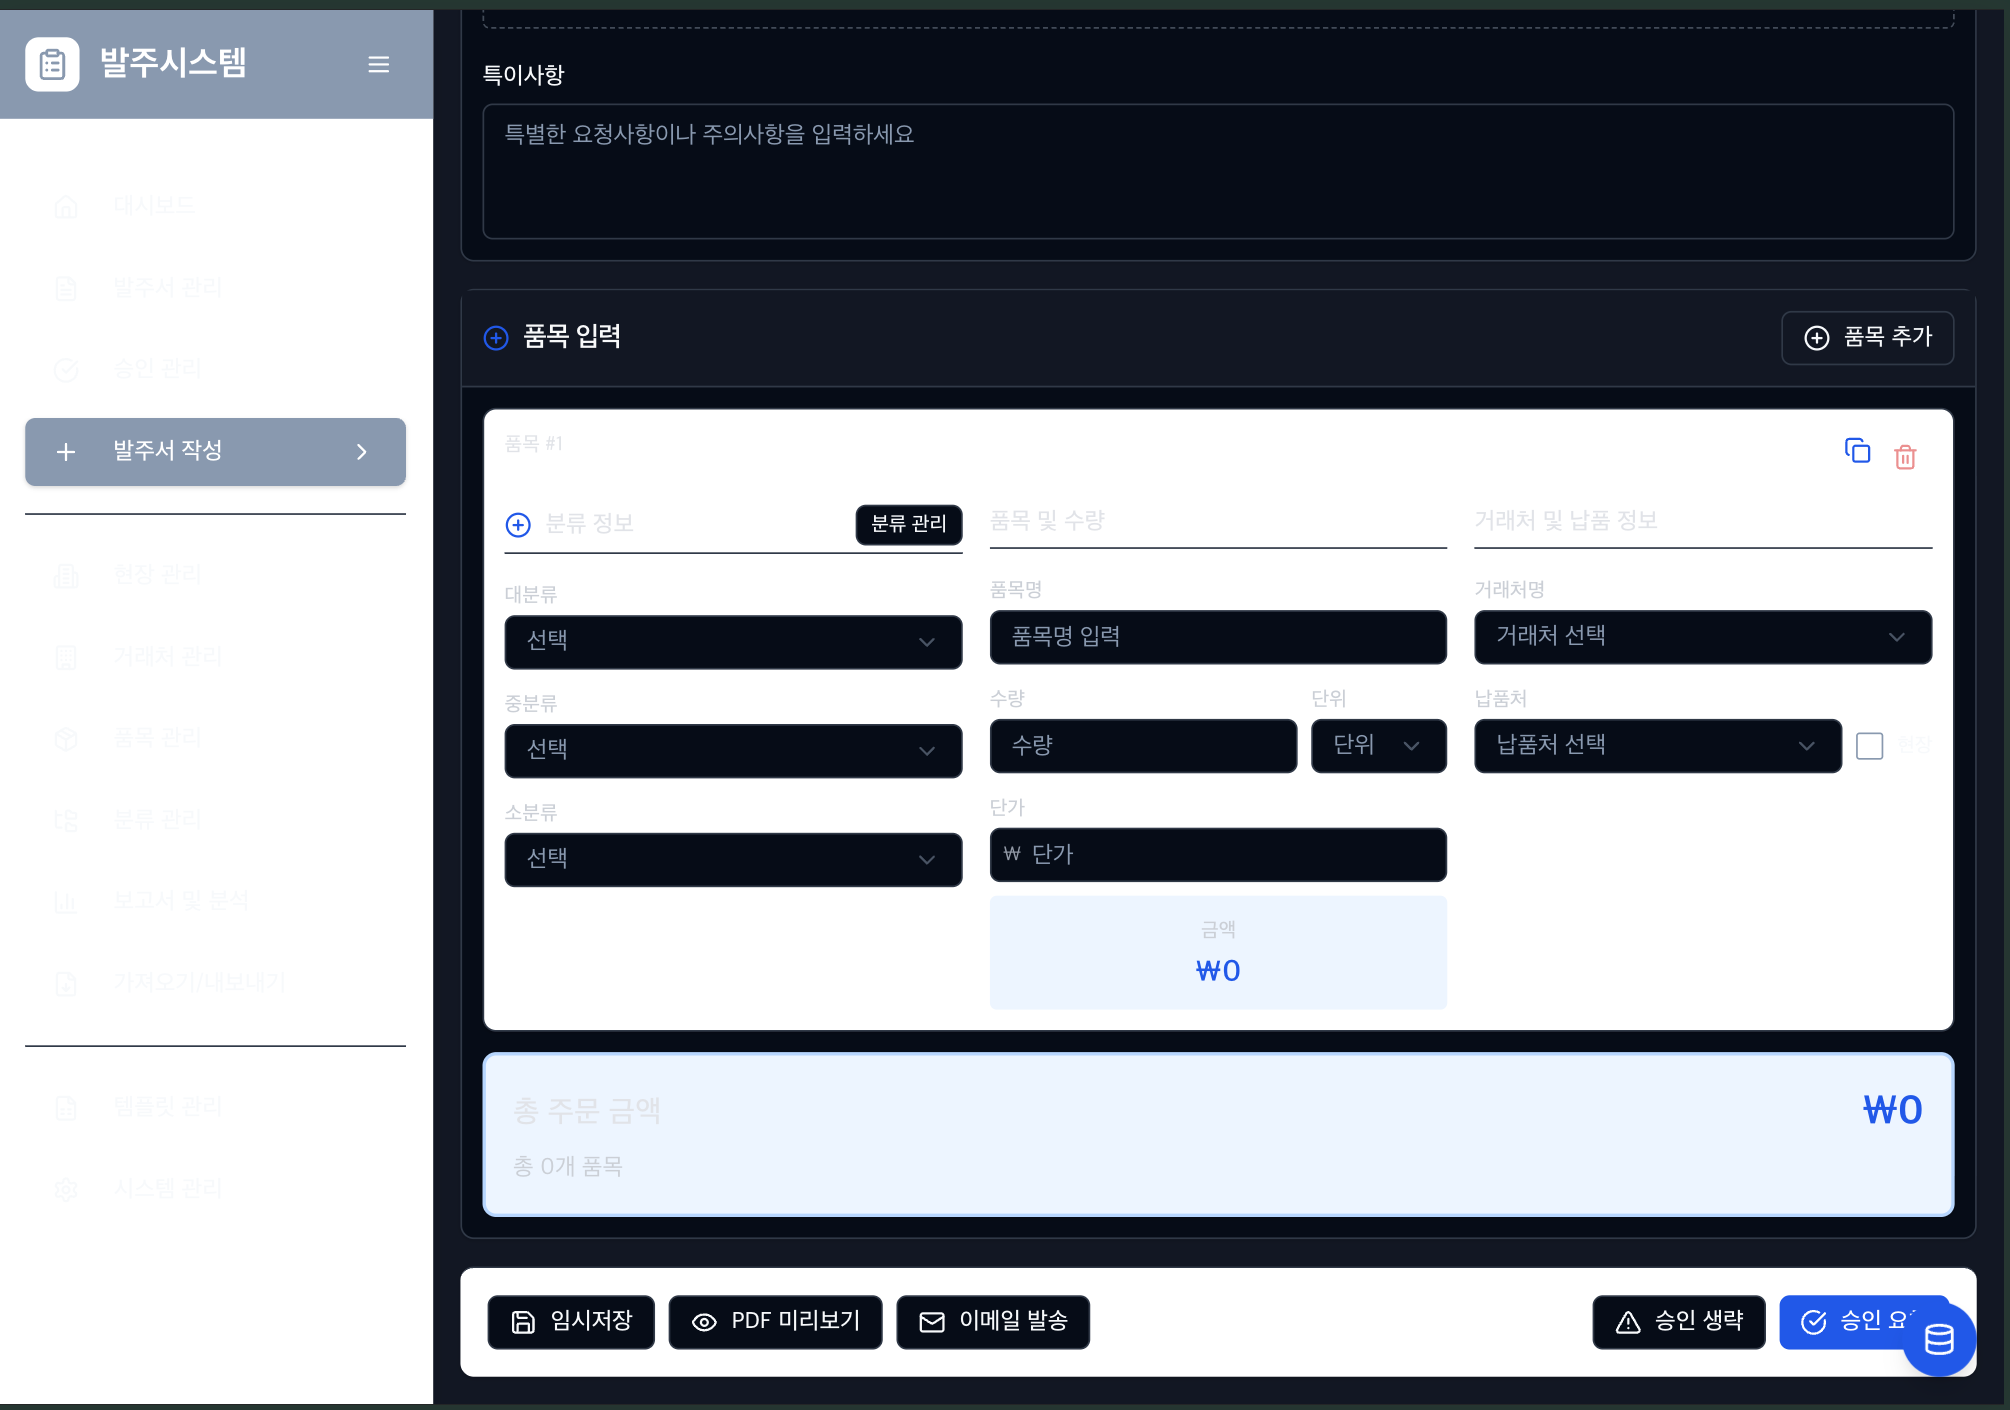 발주시스템
대시보드
발주서 관리
승인 관리
발주서 작성
현장 관리
거래처 관리
품목 관리
분류 관리
보고서 및 분석
가져오기/내보내기
템플릿 관리
시스템 관리
특이사항
특별한 요청사항이나 주의사항을 입력하세요
품목 입력
품목 추가
품목 #1
분류 정보
분류 관리
대분류
선택
중분류
선택
소분류
선택
품목 및 수량
품목명
품목명 입력
수량
단위
수량
단위
단가
₩ 단가
금액
₩0
거래처 및 납품 정보
거래처명
거래처 선택
납품처
납품처 선택
현장
총 주문 금액
₩0
총 0개 품목
임시저장
PDF 미리보기
이메일 발송
승인 생략
승인